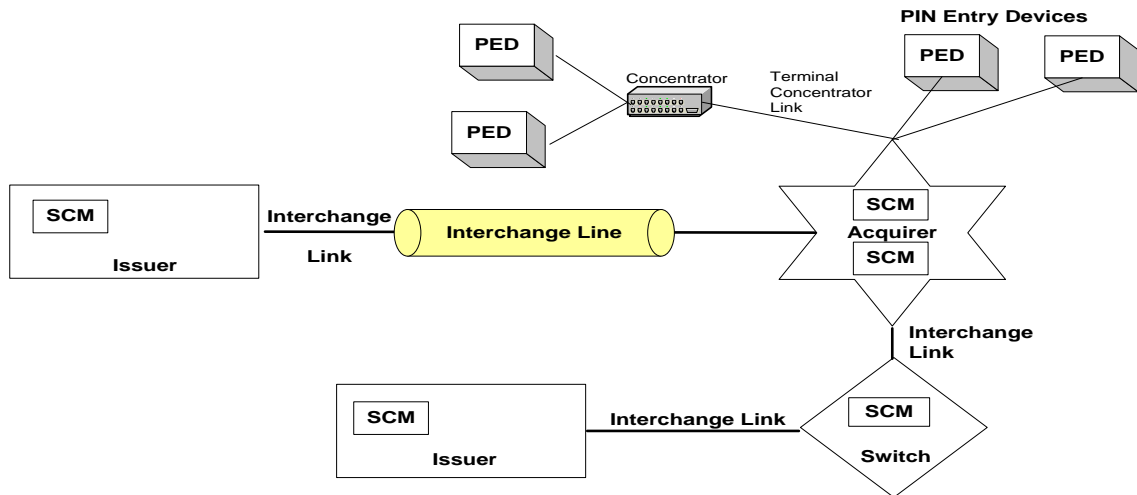 PIN Entry Devices
PED
PED
PED
Concentrator
Terminal
Concentrator
Link
PED
SCM
Interchange
Link
Issuer
Interchange Line
SCM
Acquirer
SCM
Interchange
Link
SCM
Issuer
Interchange Link
SCM
Switch